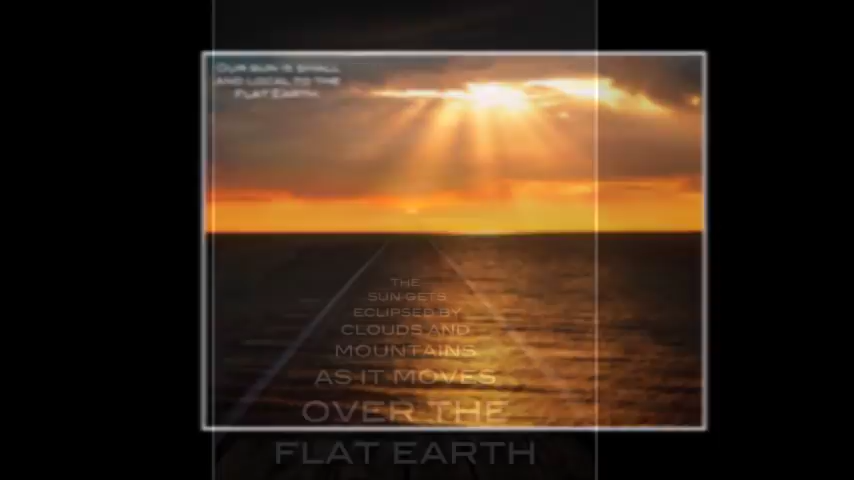 OUR SUN IS SMALL
AND LOCAL TO THE
FLAT EARTH
THE
SUN GETS
ECLIPSED BY
CLOUDS AND
MOUNTAINS
AS IT MOVES
OVER THE
FLAT EARTH